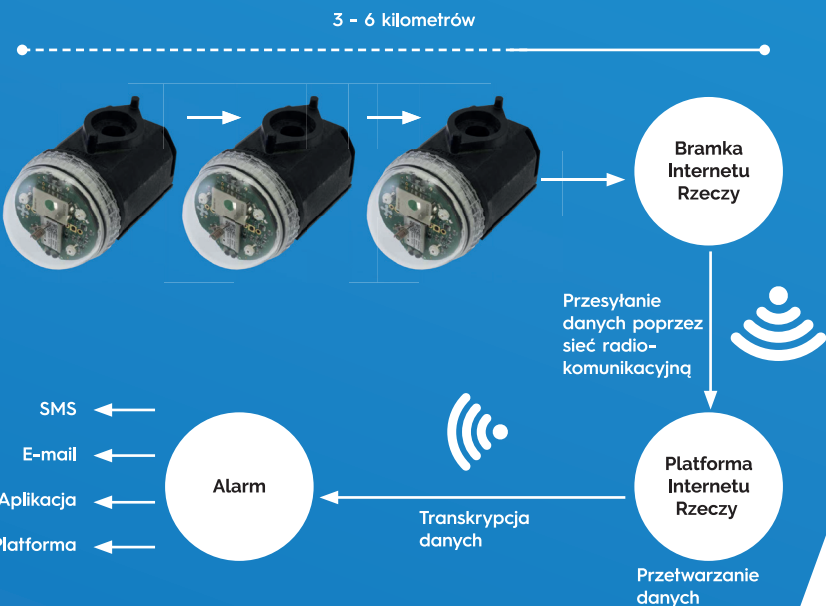 3 - 6 kilometrów
Bramka
Internetu
Rzeczy
Przesyłanie
danych poprzez
sieć radio-
komunikacyjną
SMS
E-mail
Aplikacja
Platforma
Alarm
Transkrypcja
danych
Platforma
Internetu
Rzeczy
Przetwarzanie
danych